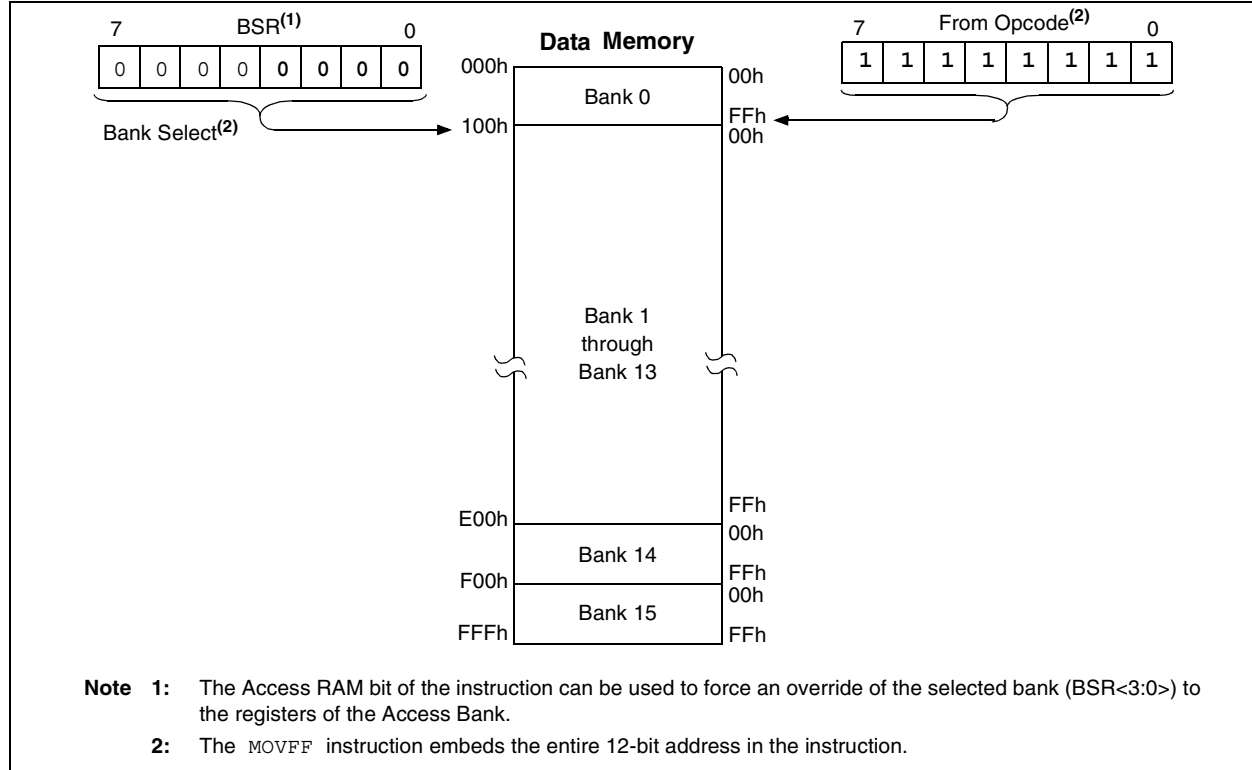 7 BSR(1) 0
0 0 0 0 0 0 0 0
Bank Select(2)
Data Memory
7 From Opcode(2) 0
1 1 1 1 1 1 1 1
000h
00h
Bank 0
FFh
100h
00h
Bank 1
through
Bank 13
FFh
E00h
00h
Bank 14
FFh
F00h
00h
Bank 15
FFFh
FFh
Note 1: The Access RAM bit of the instruction can be used to force an override of the selected bank (BSR<3:0>) to
the registers of the Access Bank.
2: The MOVFF instruction embeds the entire 12-bit address in the instruction.